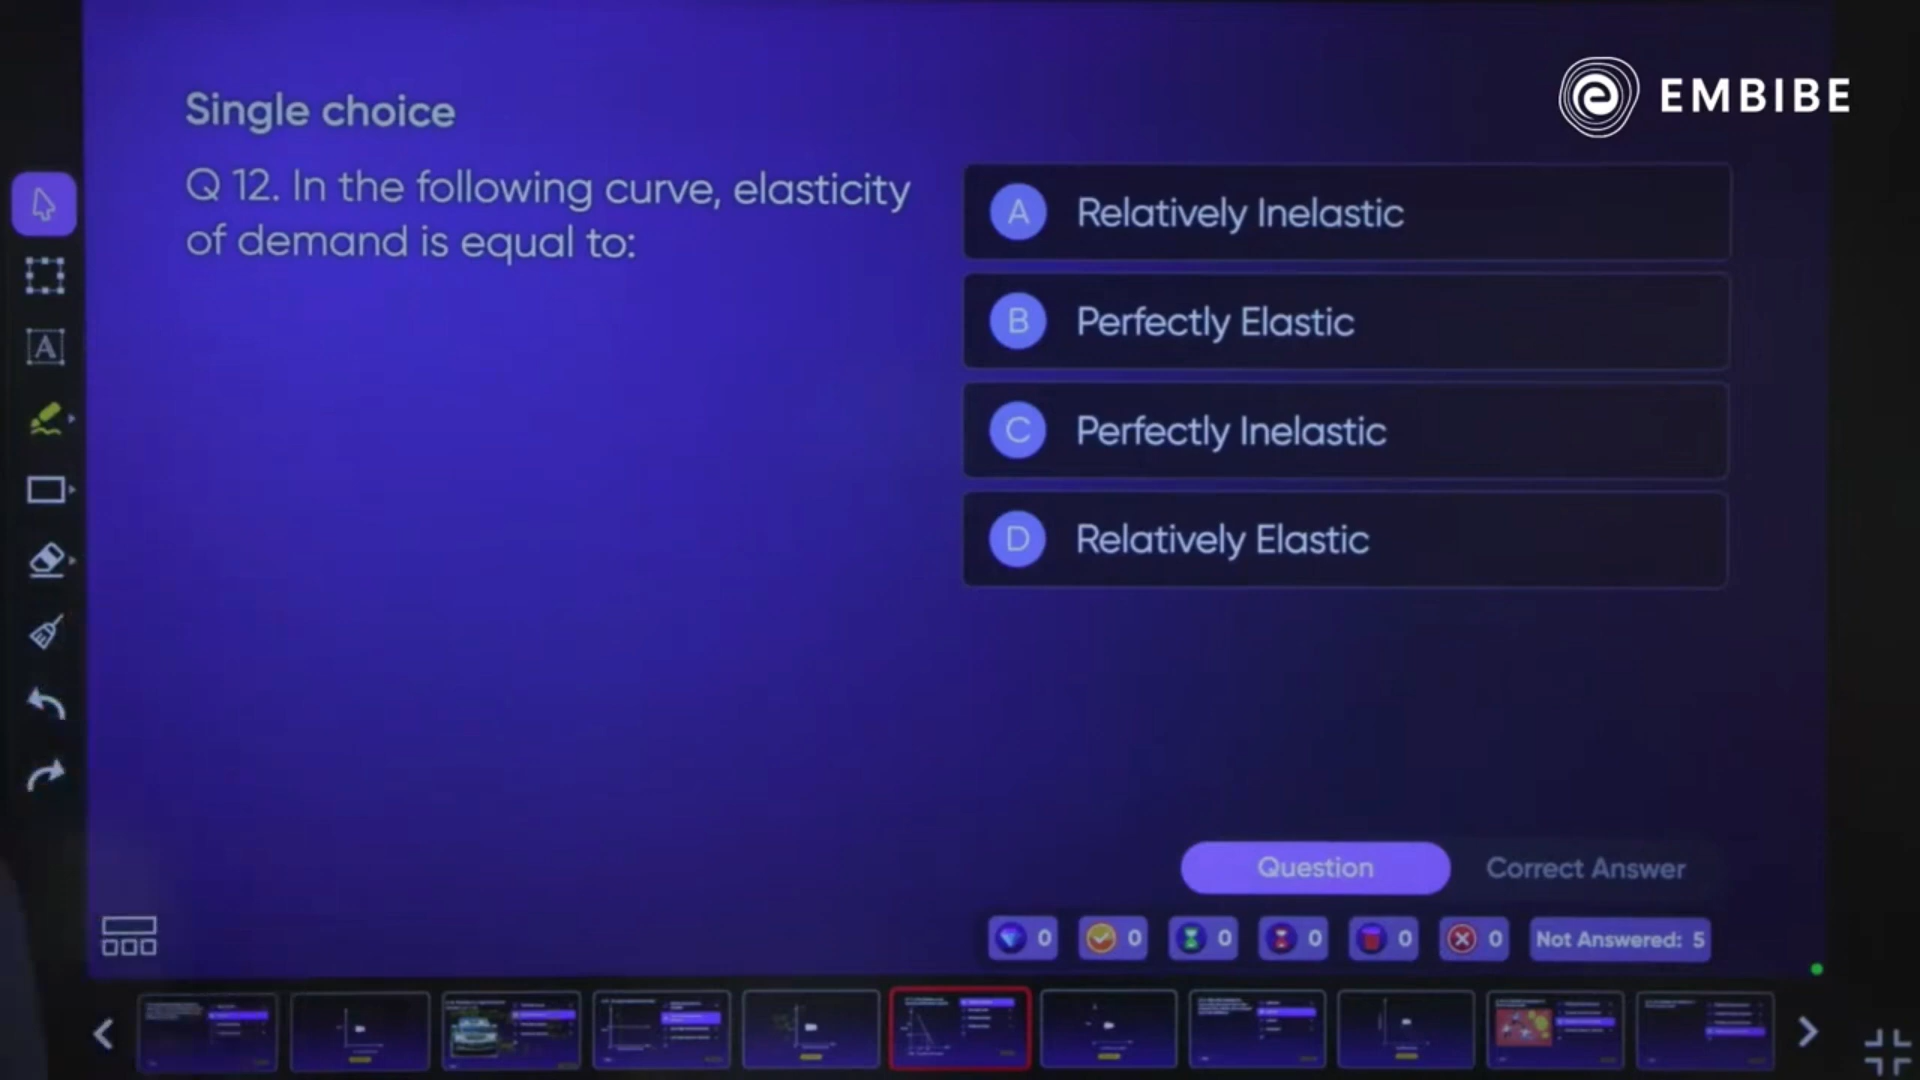 EMBIBE
Single choice
Q 12. In the following curve, elasticity
of demand is equal to:
A Relatively Inelastic
B Perfectly Elastic
C Perfectly Inelastic
D Relatively Elastic
A
Question
Correct Answer
0 0 0 0 0 0 Not Answered: 5